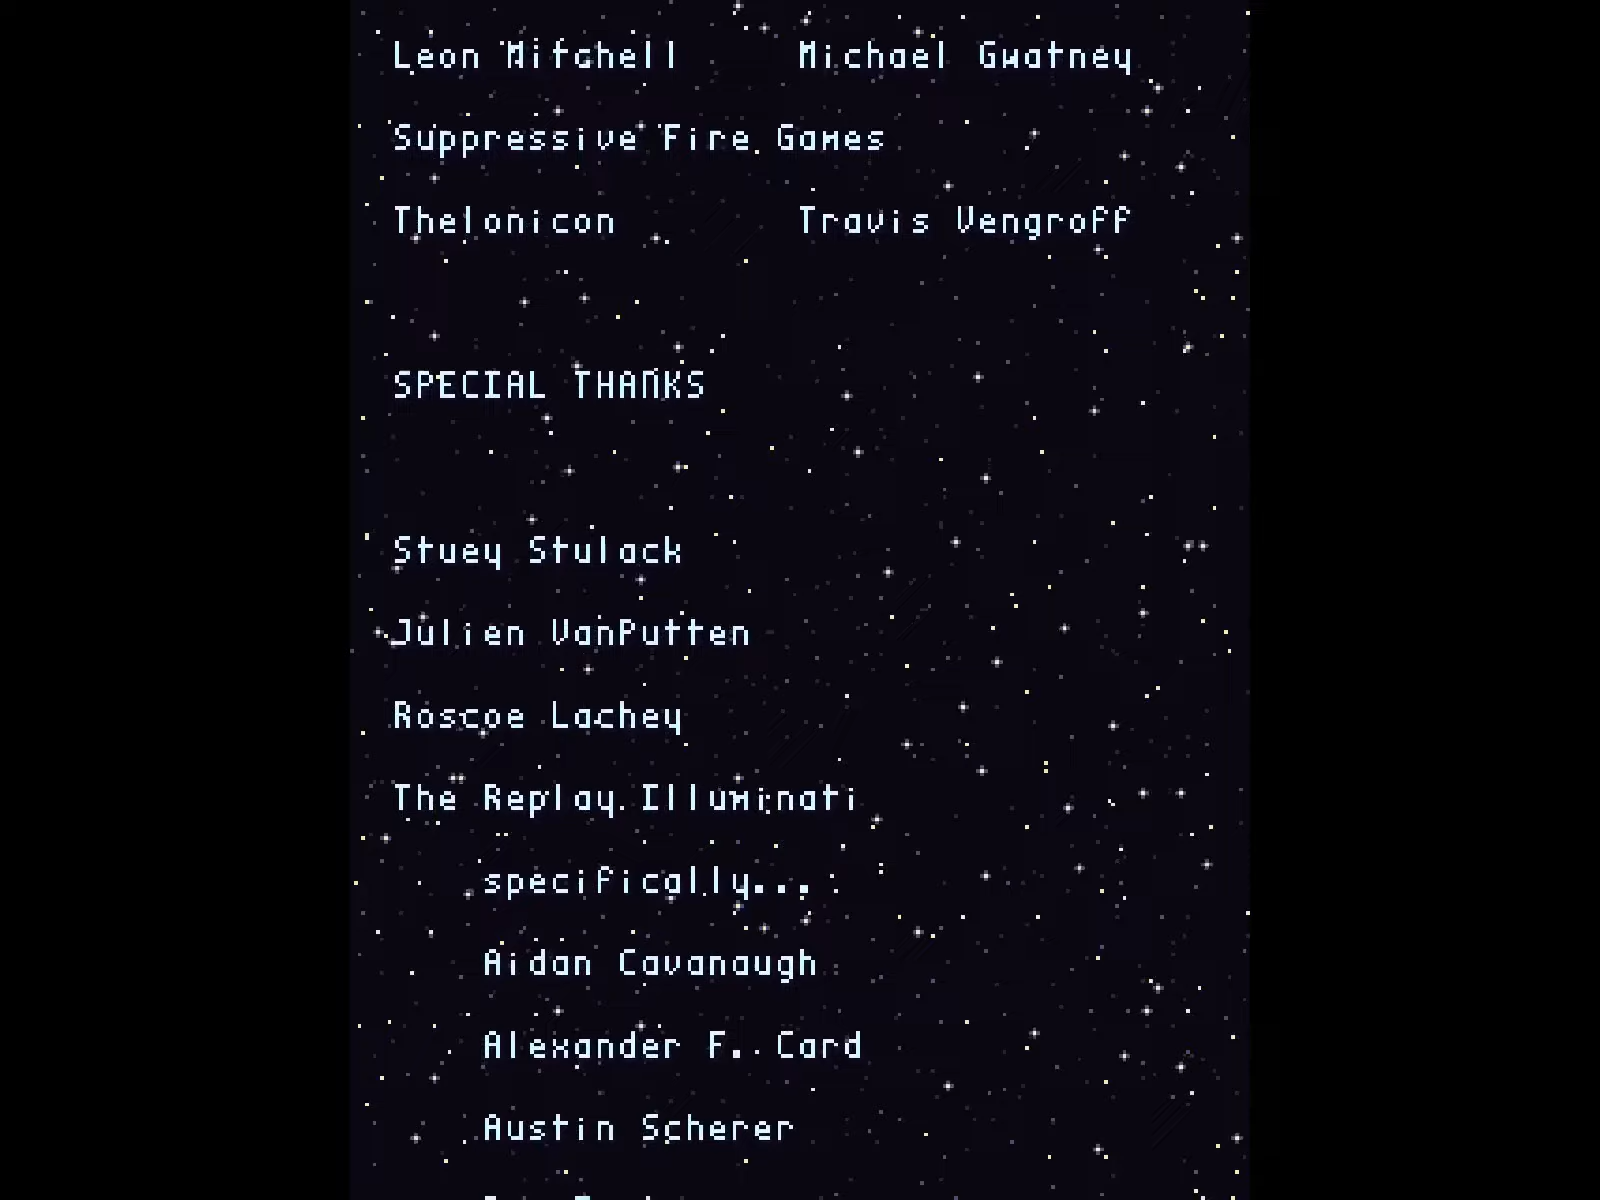 Leon Mitchell Michael Gwatney
Suppressive Fire Games
Thelonicon Travis Vengroff
SPECIAL THANKS
Stuey Stulack
Julien VanPutten
Roscoe Lachey
The Replay Illuminati
specifically...
Aidan Cavanaugh
Alexander F. Card
Austin Scherer